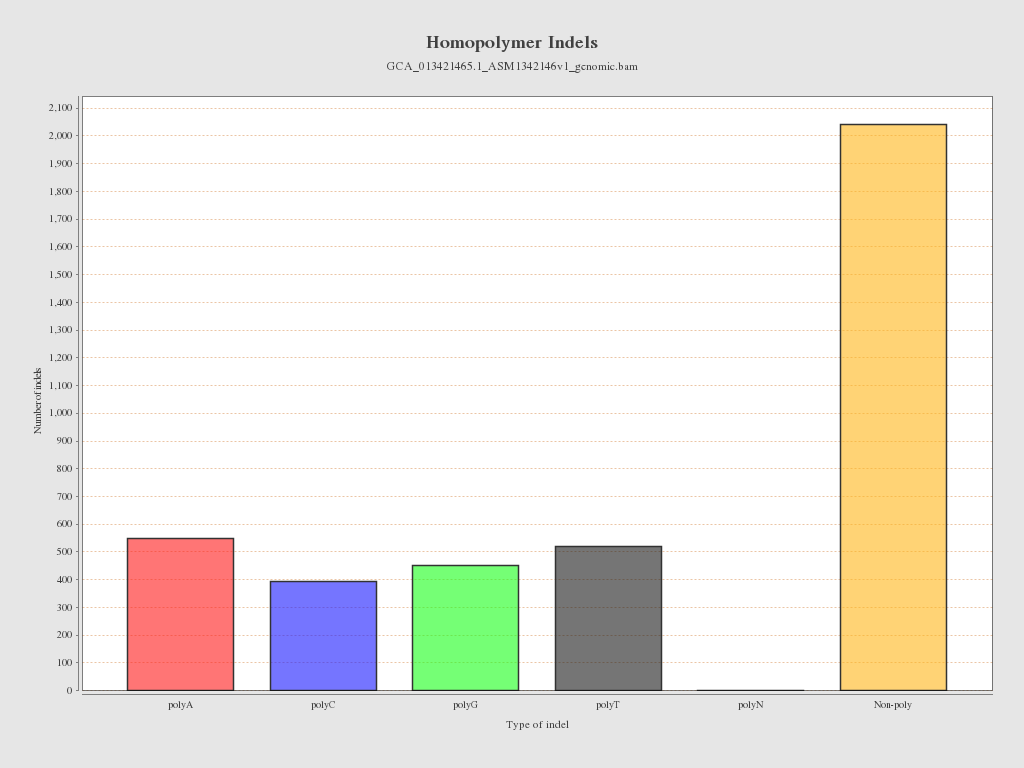 Homopolymer Indels
GCA_013421465.1_ASM1342146v1_genomic.bam
2,100
2,000
1,900
1,800
1,700
1,600
1,500
1,400
1,300
1,200
1,100
1,000
900
800
700
600
500
400
300
200
100
0
Number of indels
polyA
polyC
polyG
polyT
polyN
Non-poly
Type of indel